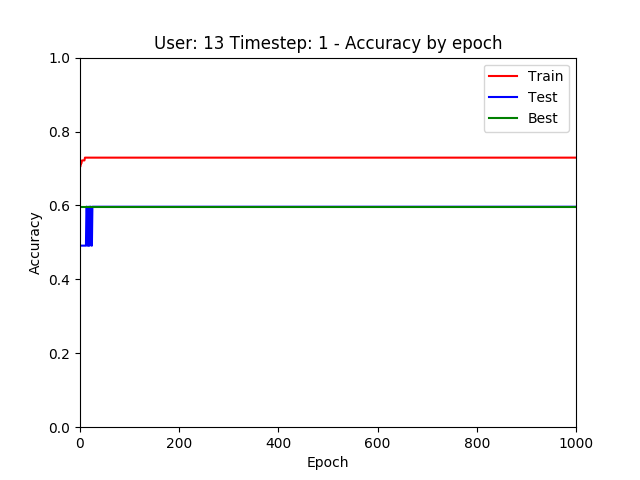 User: 13 Timestep: 1 - Accuracy by epoch
1.0
0.8
0.6
0.4
0.2
0.0
Accuracy
Train
Test
Best
0 200 400 600 800 1000
Epoch